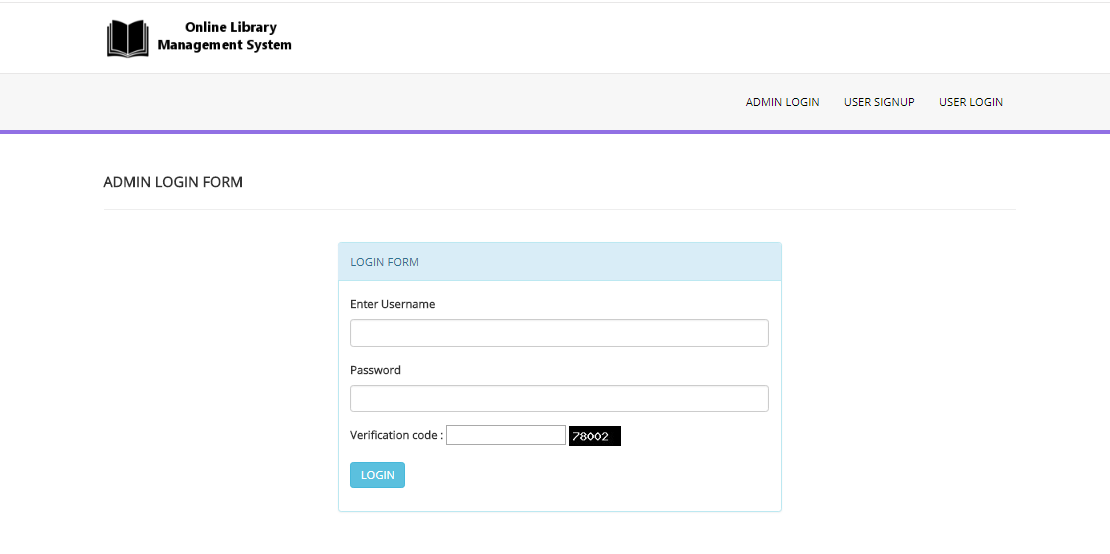 Online Library
Management System
ADMIN LOGIN USER SIGNUP USER LOGIN
ADMIN LOGIN FORM
LOGIN FORM
Enter Username
Password
Verification code : 78002
LOGIN